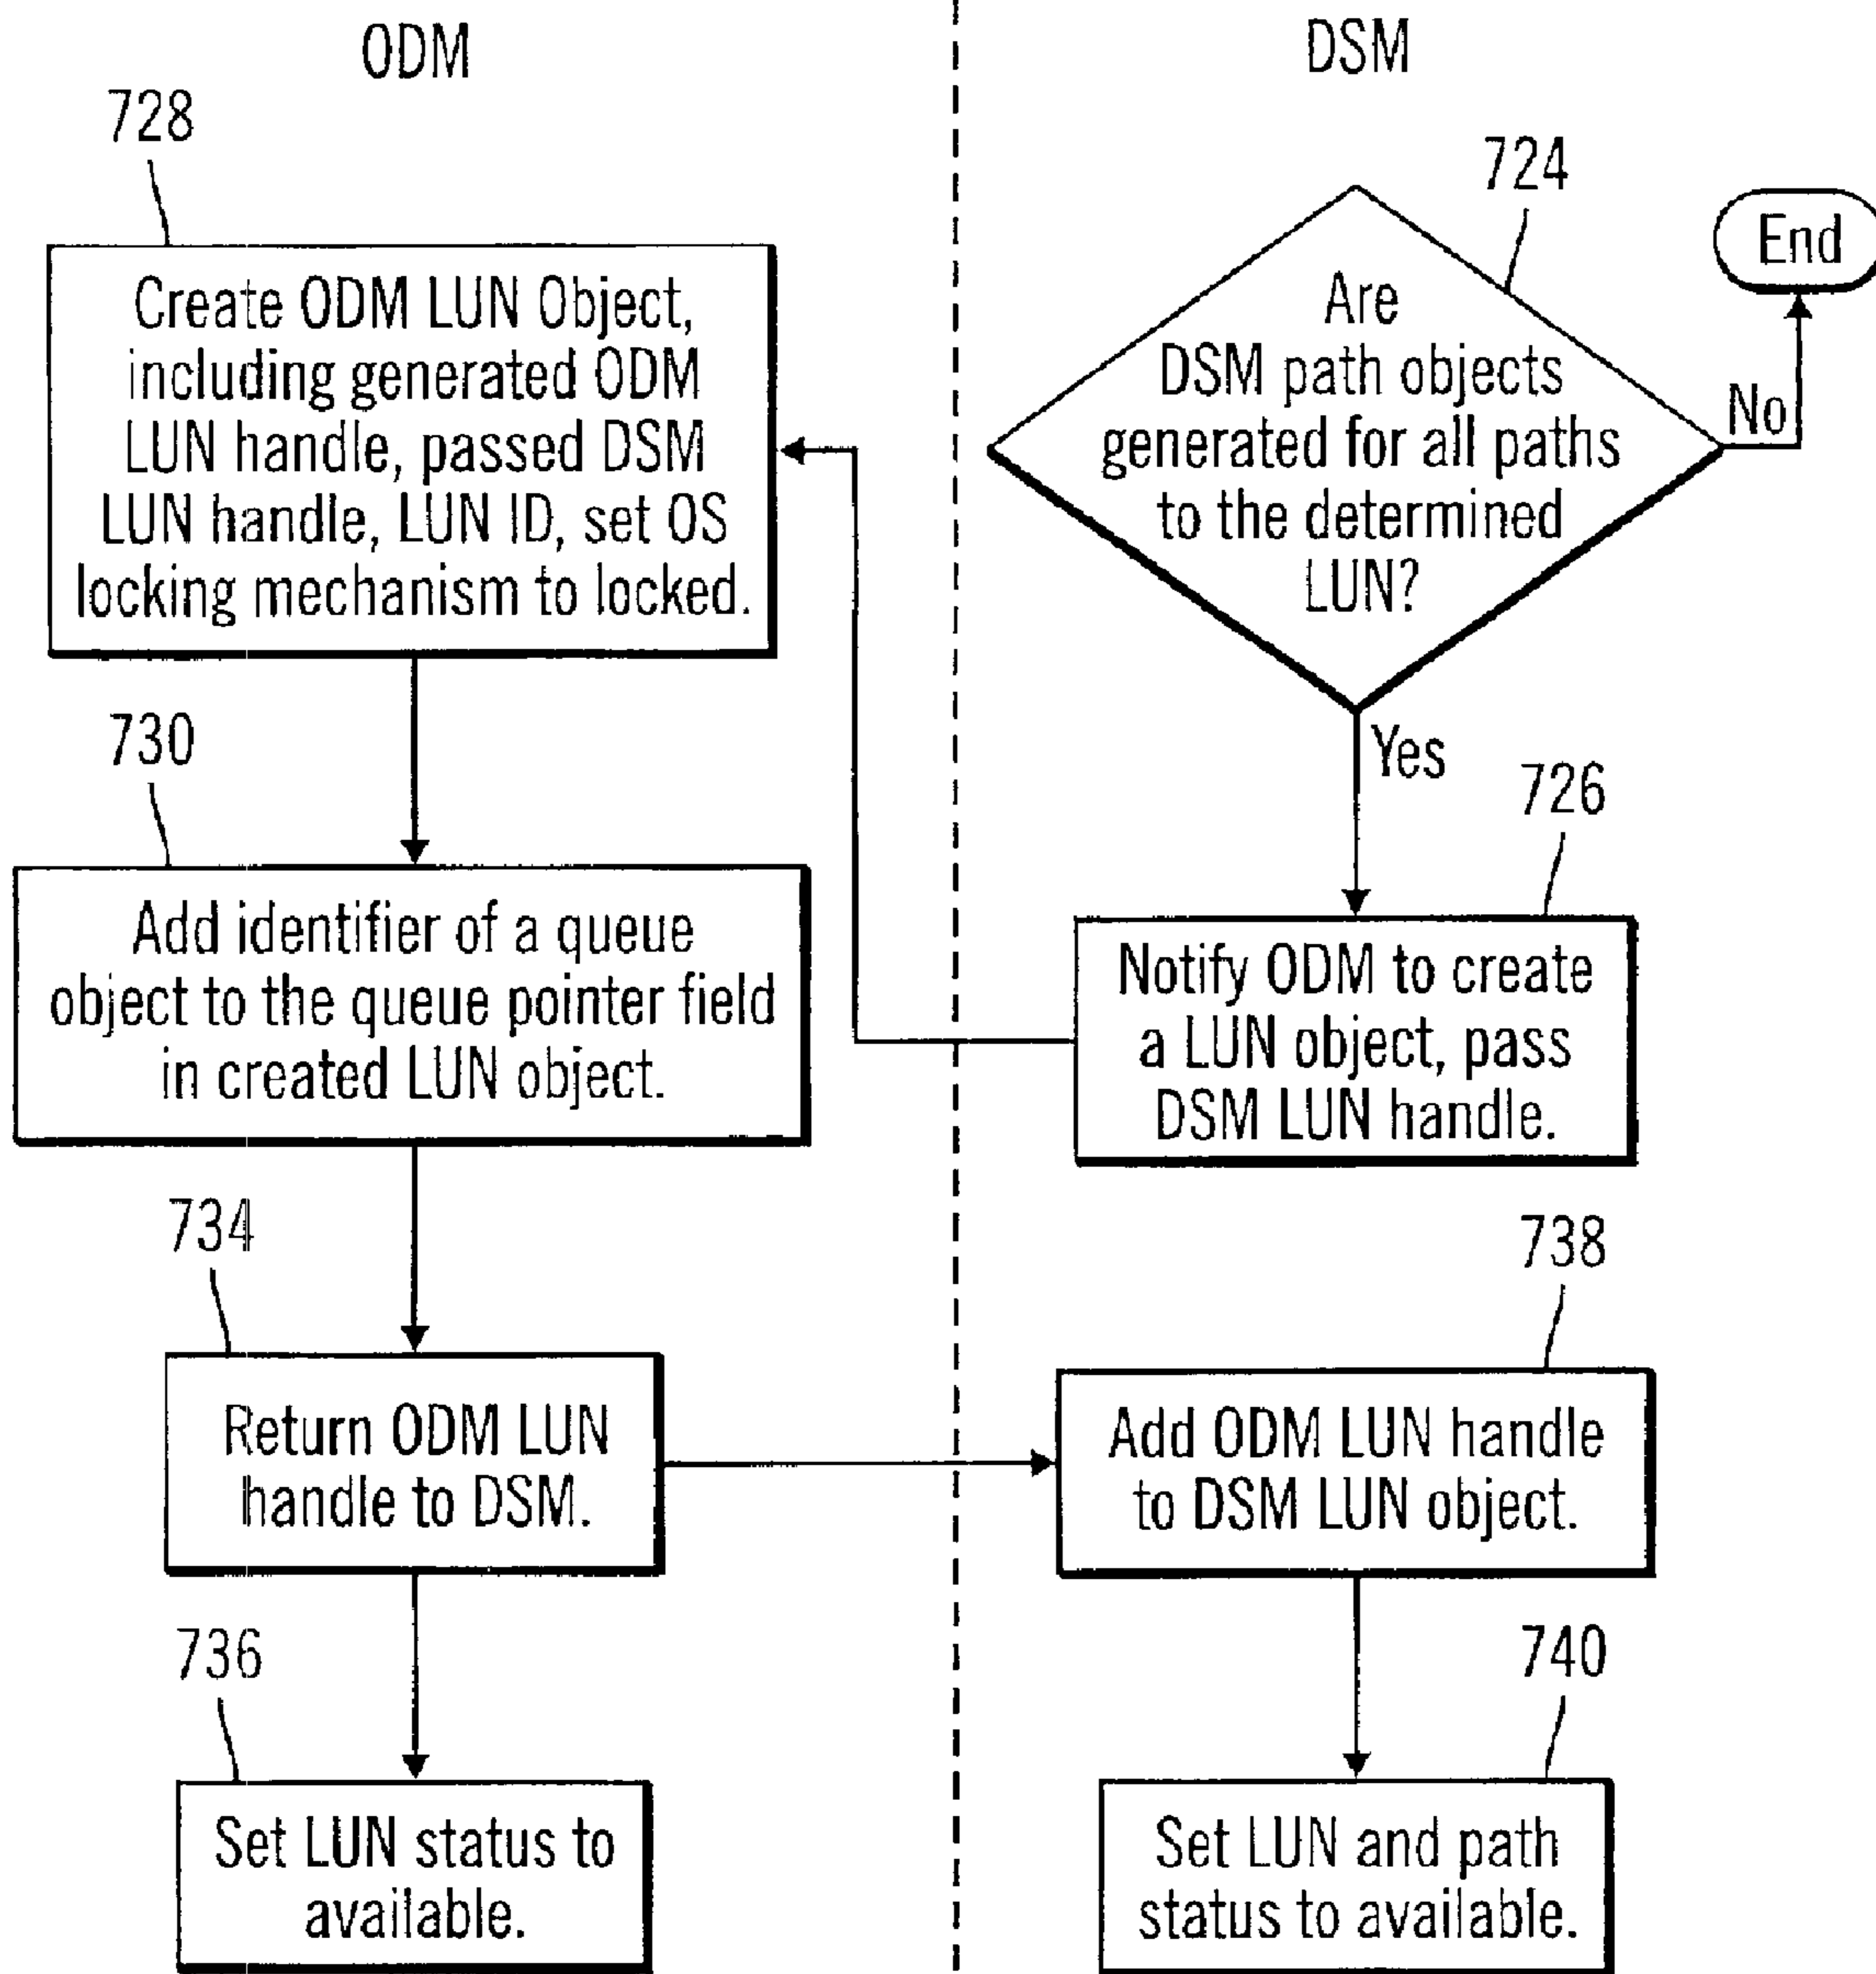 ODM
728
Create ODM LUN Object,
including generated ODM
LUN handle, passed DSM
LUN handle, LUN ID, set OS
locking mechanism to locked.
730
Add identifier of a queue
object to the queue pointer field
in created LUN object.
734
Return ODM LUN
handle to DSM.
736
Set LUN status to
available.
DSM
724
Are
DSM path objects
generated for all paths
to the determined
LUN?
No
End
Yes
726
Notify ODM to create
a LUN object, pass
DSM LUN handle.
738
Add ODM LUN handle
to DSM LUN object.
740
Set LUN and path
status to available.